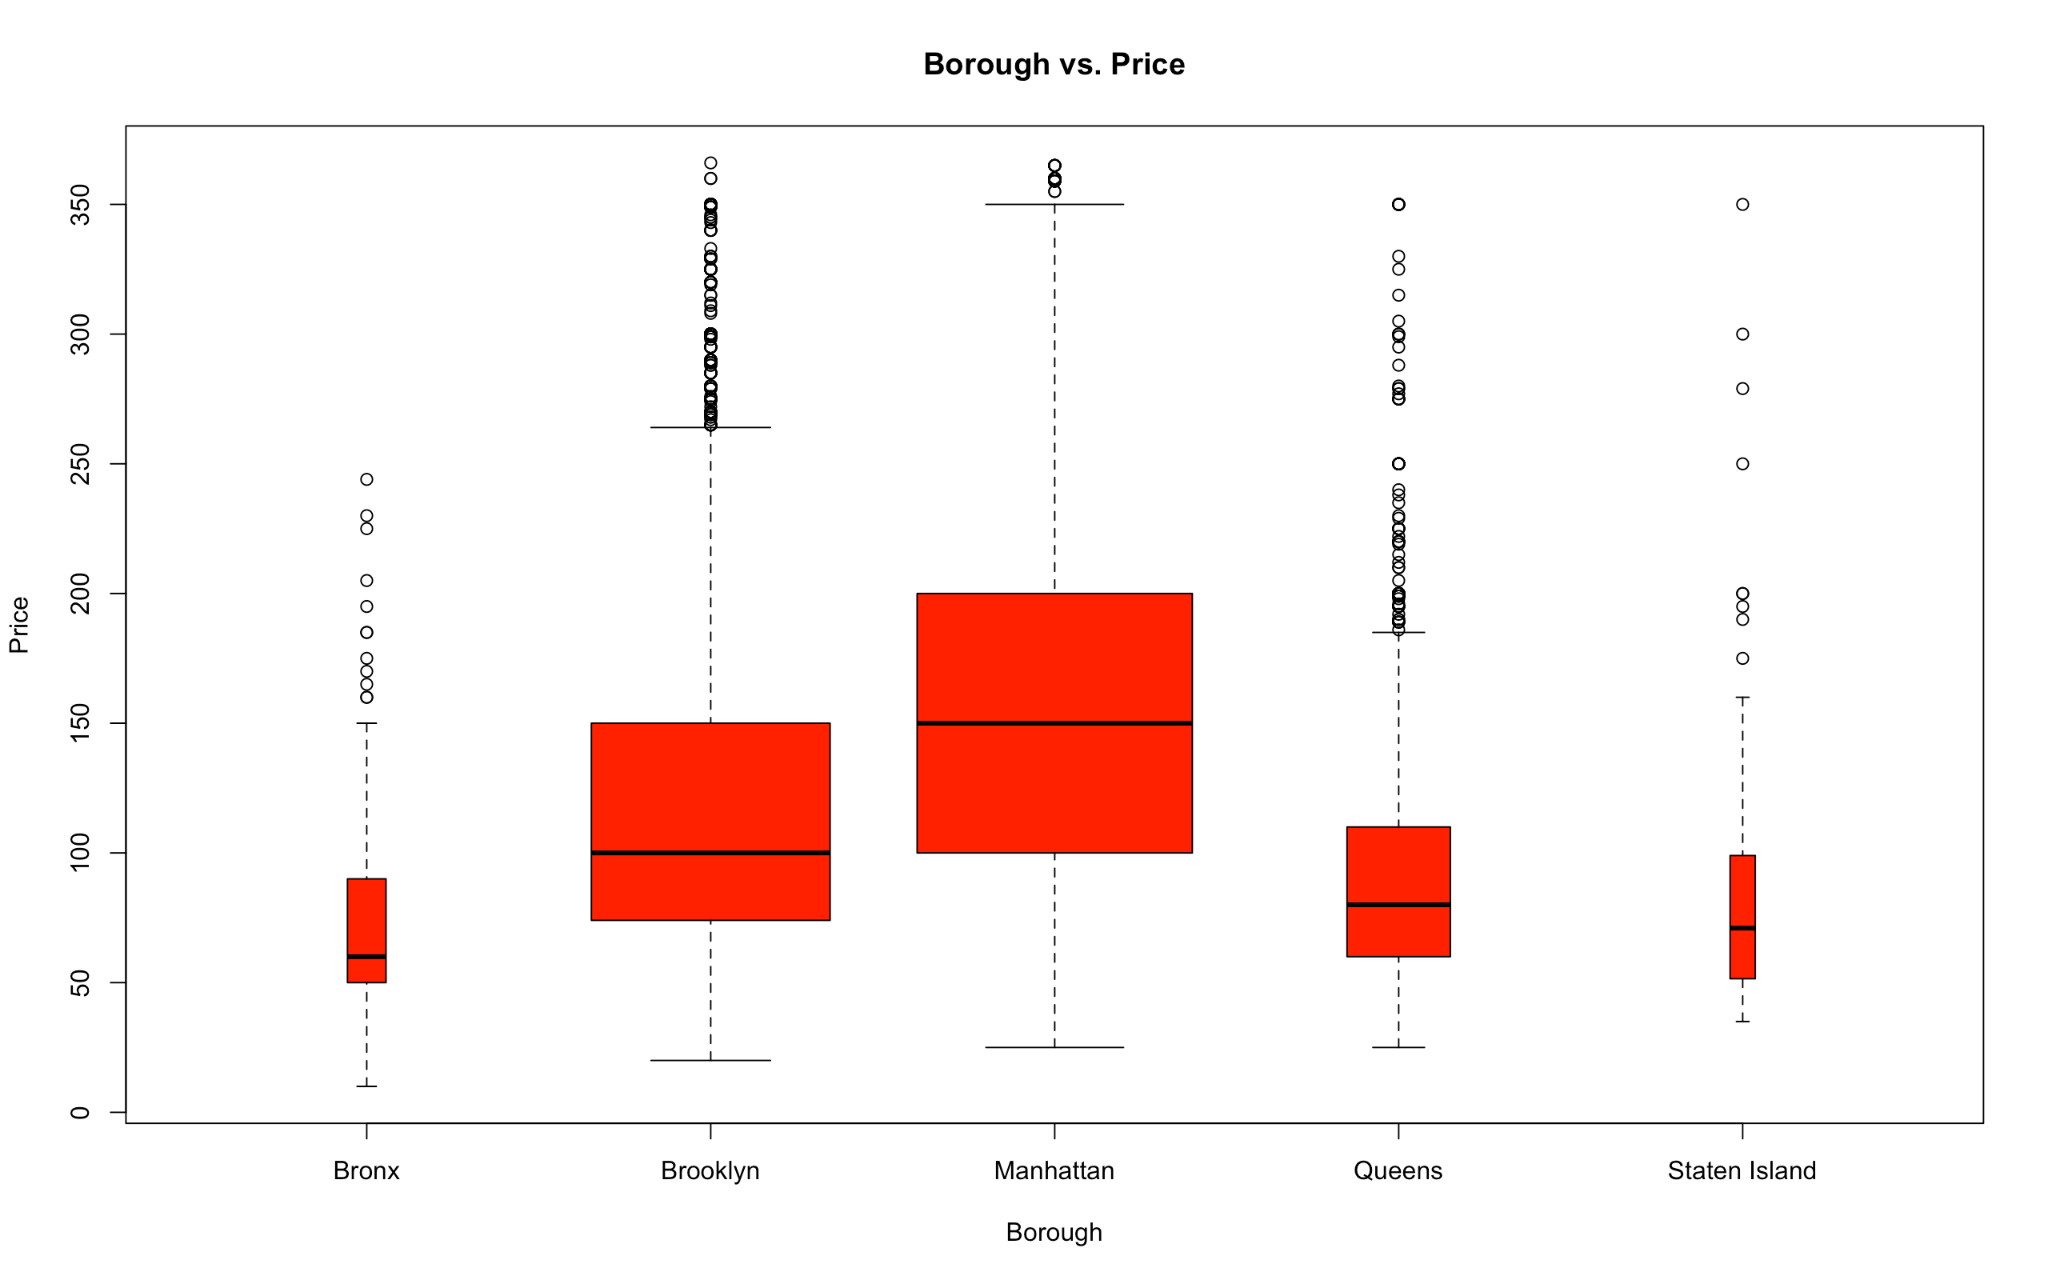 Borough vs. Price
Price
350
300
250
200
150
100
50
0
Bronx Brooklyn Manhattan Queens Staten Island
Borough